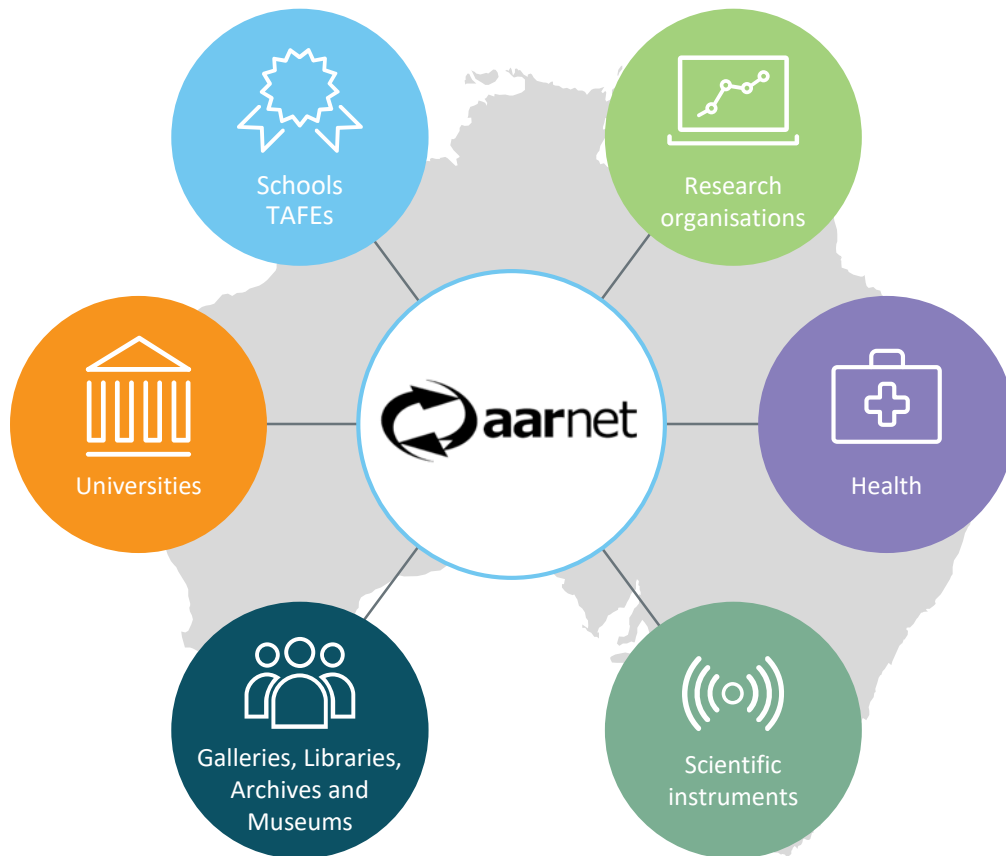 Schools
TAFEs
Research
organisations
Universities
aarnet
Health
Galleries, Libraries,
Archives and
Museums
Scientific
instruments